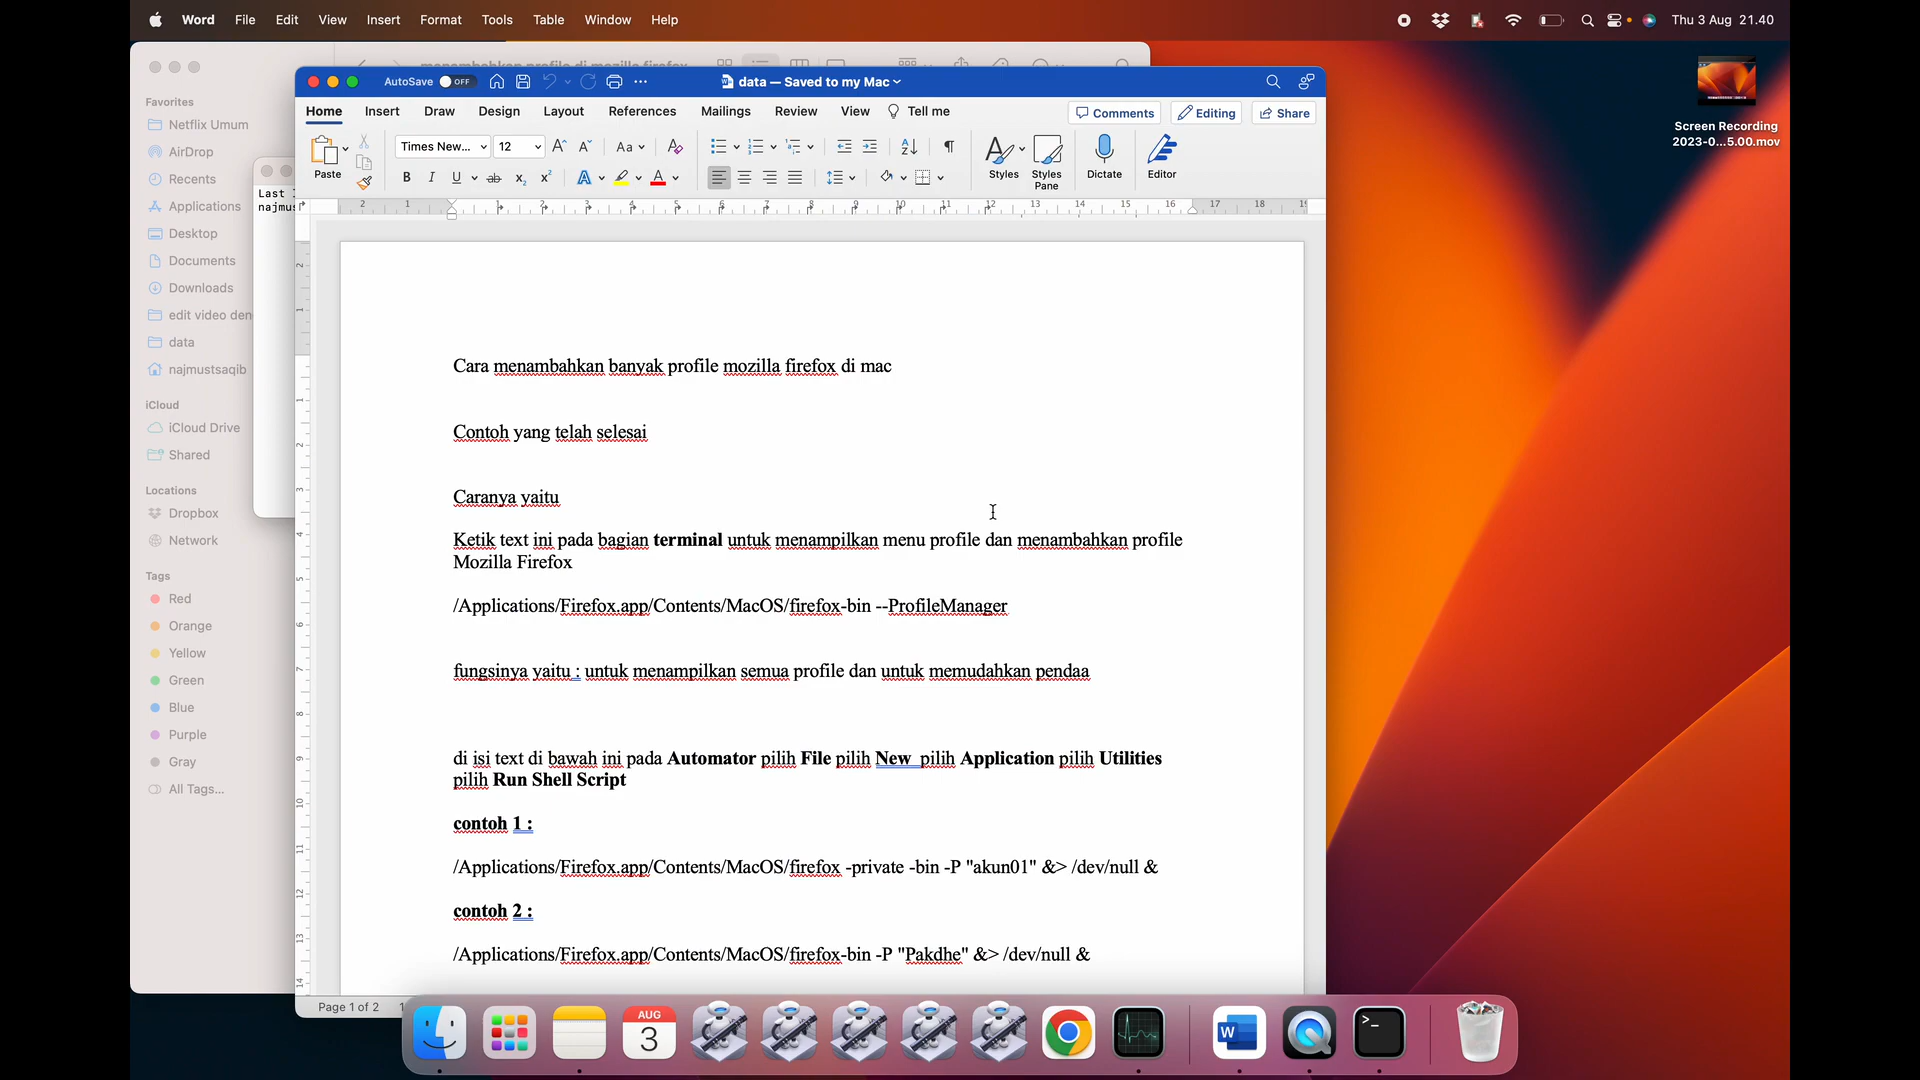 Word File Edit View Insert Format Tools Table Window Help Thu 3 Aug 21.40
AutoSave OFF data — Saved to my Mac
Home Insert Draw Design Layout References Mailings Review View Tell me Comments Editing Share
Paste Times New... 12 Aa Styles Styles Pane Dictate Editor
Favorites
Netflix Umum
AirDrop
Recents
Applications
Desktop
Documents
Downloads
edit video den
data
najmustsaqib
iCloud
iCloud Drive
Shared
Locations
Dropbox
Network
Tags
Red
Orange
Yellow
Green
Blue
Purple
Gray
All Tags...
Last
najmus
Cara menambahkan banyak profile mozilla firefox di mac
Contoh yang telah selesai
Caranya yaitu
Ketik text ini pada bagian terminal untuk menampilkan menu profile dan menambahkan profile
Mozilla Firefox
/Applications/Firefox.app/Contents/MacOS/firefox-bin --ProfileManager
fungsinya yaitu : untuk menampilkan semua profile dan untuk memudahkan pendaa
di isi text di bawah ini pada Automator pilih File pilih New pilih Application pilih Utilities
pilih Run Shell Script
contoh 1 :
/Applications/Firefox.app/Contents/MacOS/firefox -private -bin -P "akun01" &> /dev/null &
contoh 2 :
/Applications/Firefox.app/Contents/MacOS/firefox-bin -P "Pakdhe" &> /dev/null &
Page 1 of 2
Screen Recording
2023-0...5.00.mov
AUG
3